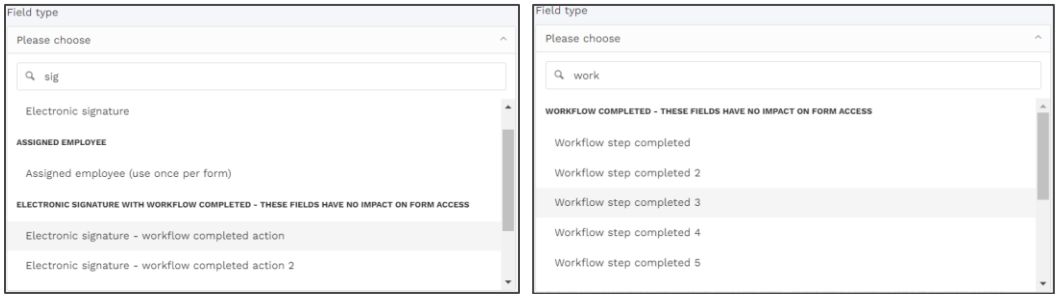 Field type
Please choose
sig
Electronic signature
ASSIGNED EMPLOYEE
Assigned employee (use once per form)
ELECTRONIC SIGNATURE WITH WORKFLOW COMPLETED - THESE FIELDS HAVE NO IMPACT ON FORM ACCESS
Electronic signature - workflow completed action
Electronic signature - workflow completed action 2
Field type
Please choose
work
WORKFLOW COMPLETED - THESE FIELDS HAVE NO IMPACT ON FORM ACCESS
Workflow step completed
Workflow step completed 2
Workflow step completed 3
Workflow step completed 4
Workflow step completed 5